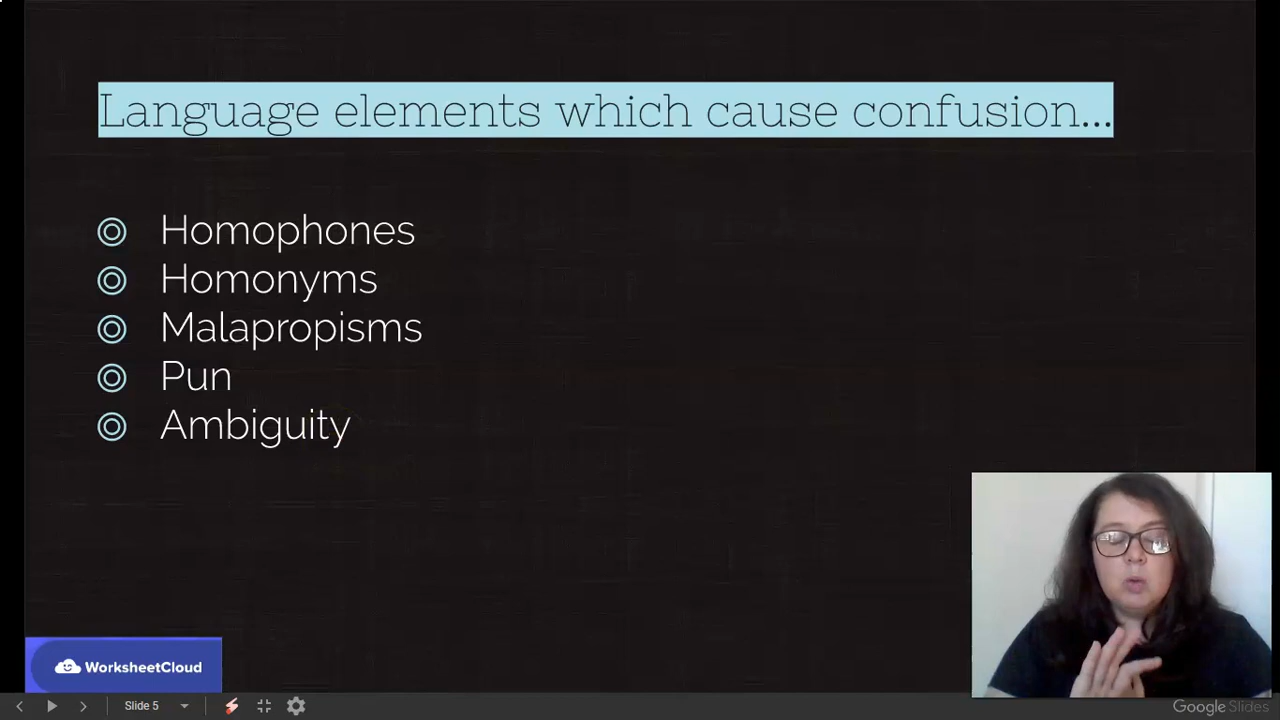 Language elements which cause confusion...
Homophones
Homonyms
Malapropisms
Pun
Ambiguity
WorksheetCloud
Slide 5
Google Slides